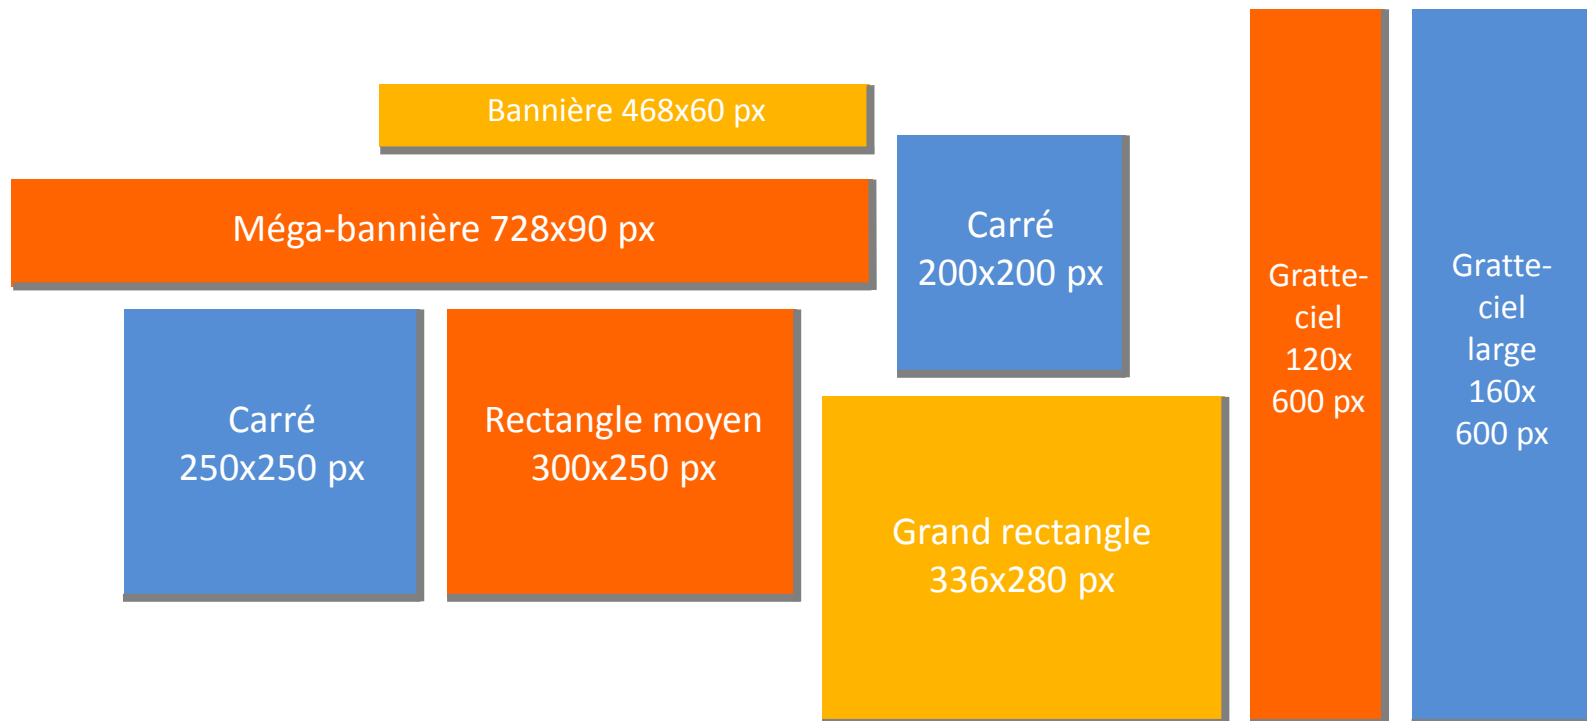 Bannière 468x60 px
Méga-bannière 728x90 px
Carré
200x200 px
Carré
250x250 px
Rectangle moyen
300x250 px
Grand rectangle
336x280 px
Gratte-
ciel
120x
600 px
Gratte-
ciel
large
160x
600 px